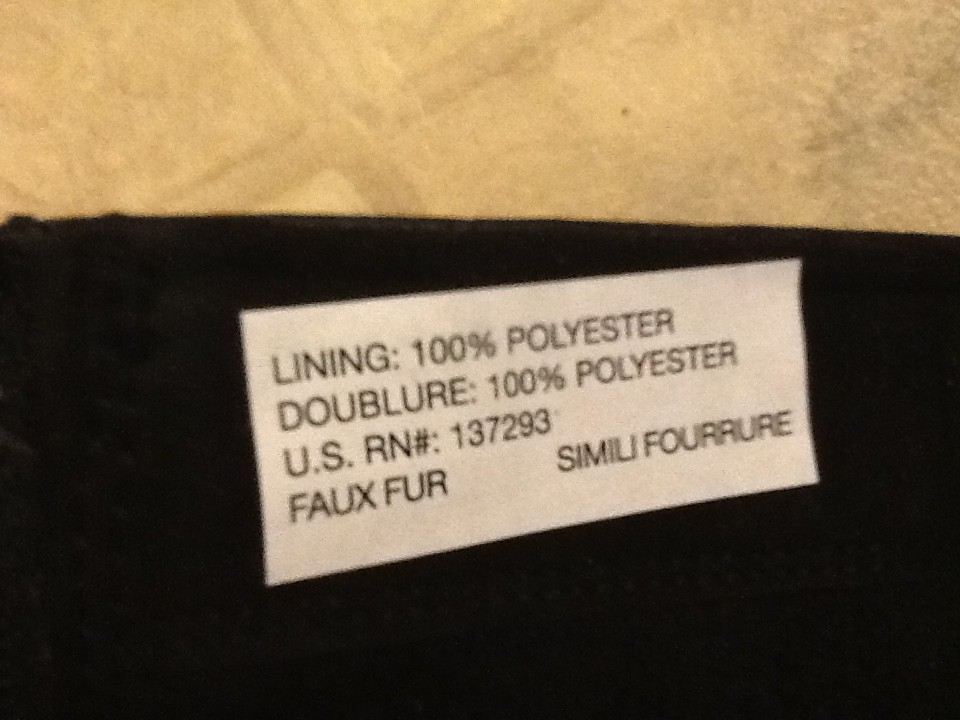 LINING: 100% POLYESTER
DOUBLURE: 100% POLYESTER
U.S. RN#: 137293
FAUX FUR SIMILI FOURRURE